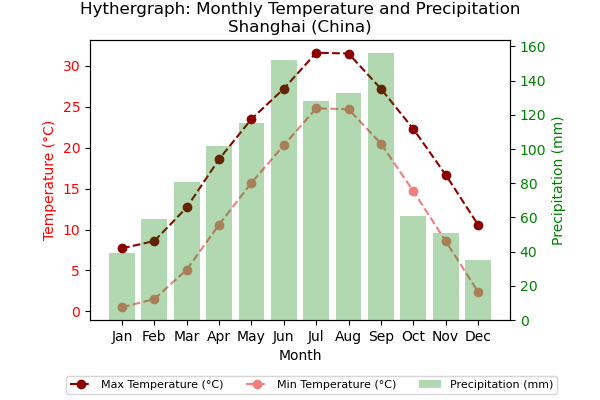 Hythergraph: Monthly Temperature and Precipitation
Shanghai (China)
Temperature (°C)
30
25
20
15
10
5
0
160
140
120
100
80
60
40
20
0
Precipitation (mm)
Jan Feb Mar Apr May Jun Jul Aug Sep Oct Nov Dec
Month
Max Temperature (°C) Min Temperature (°C) Precipitation (mm)